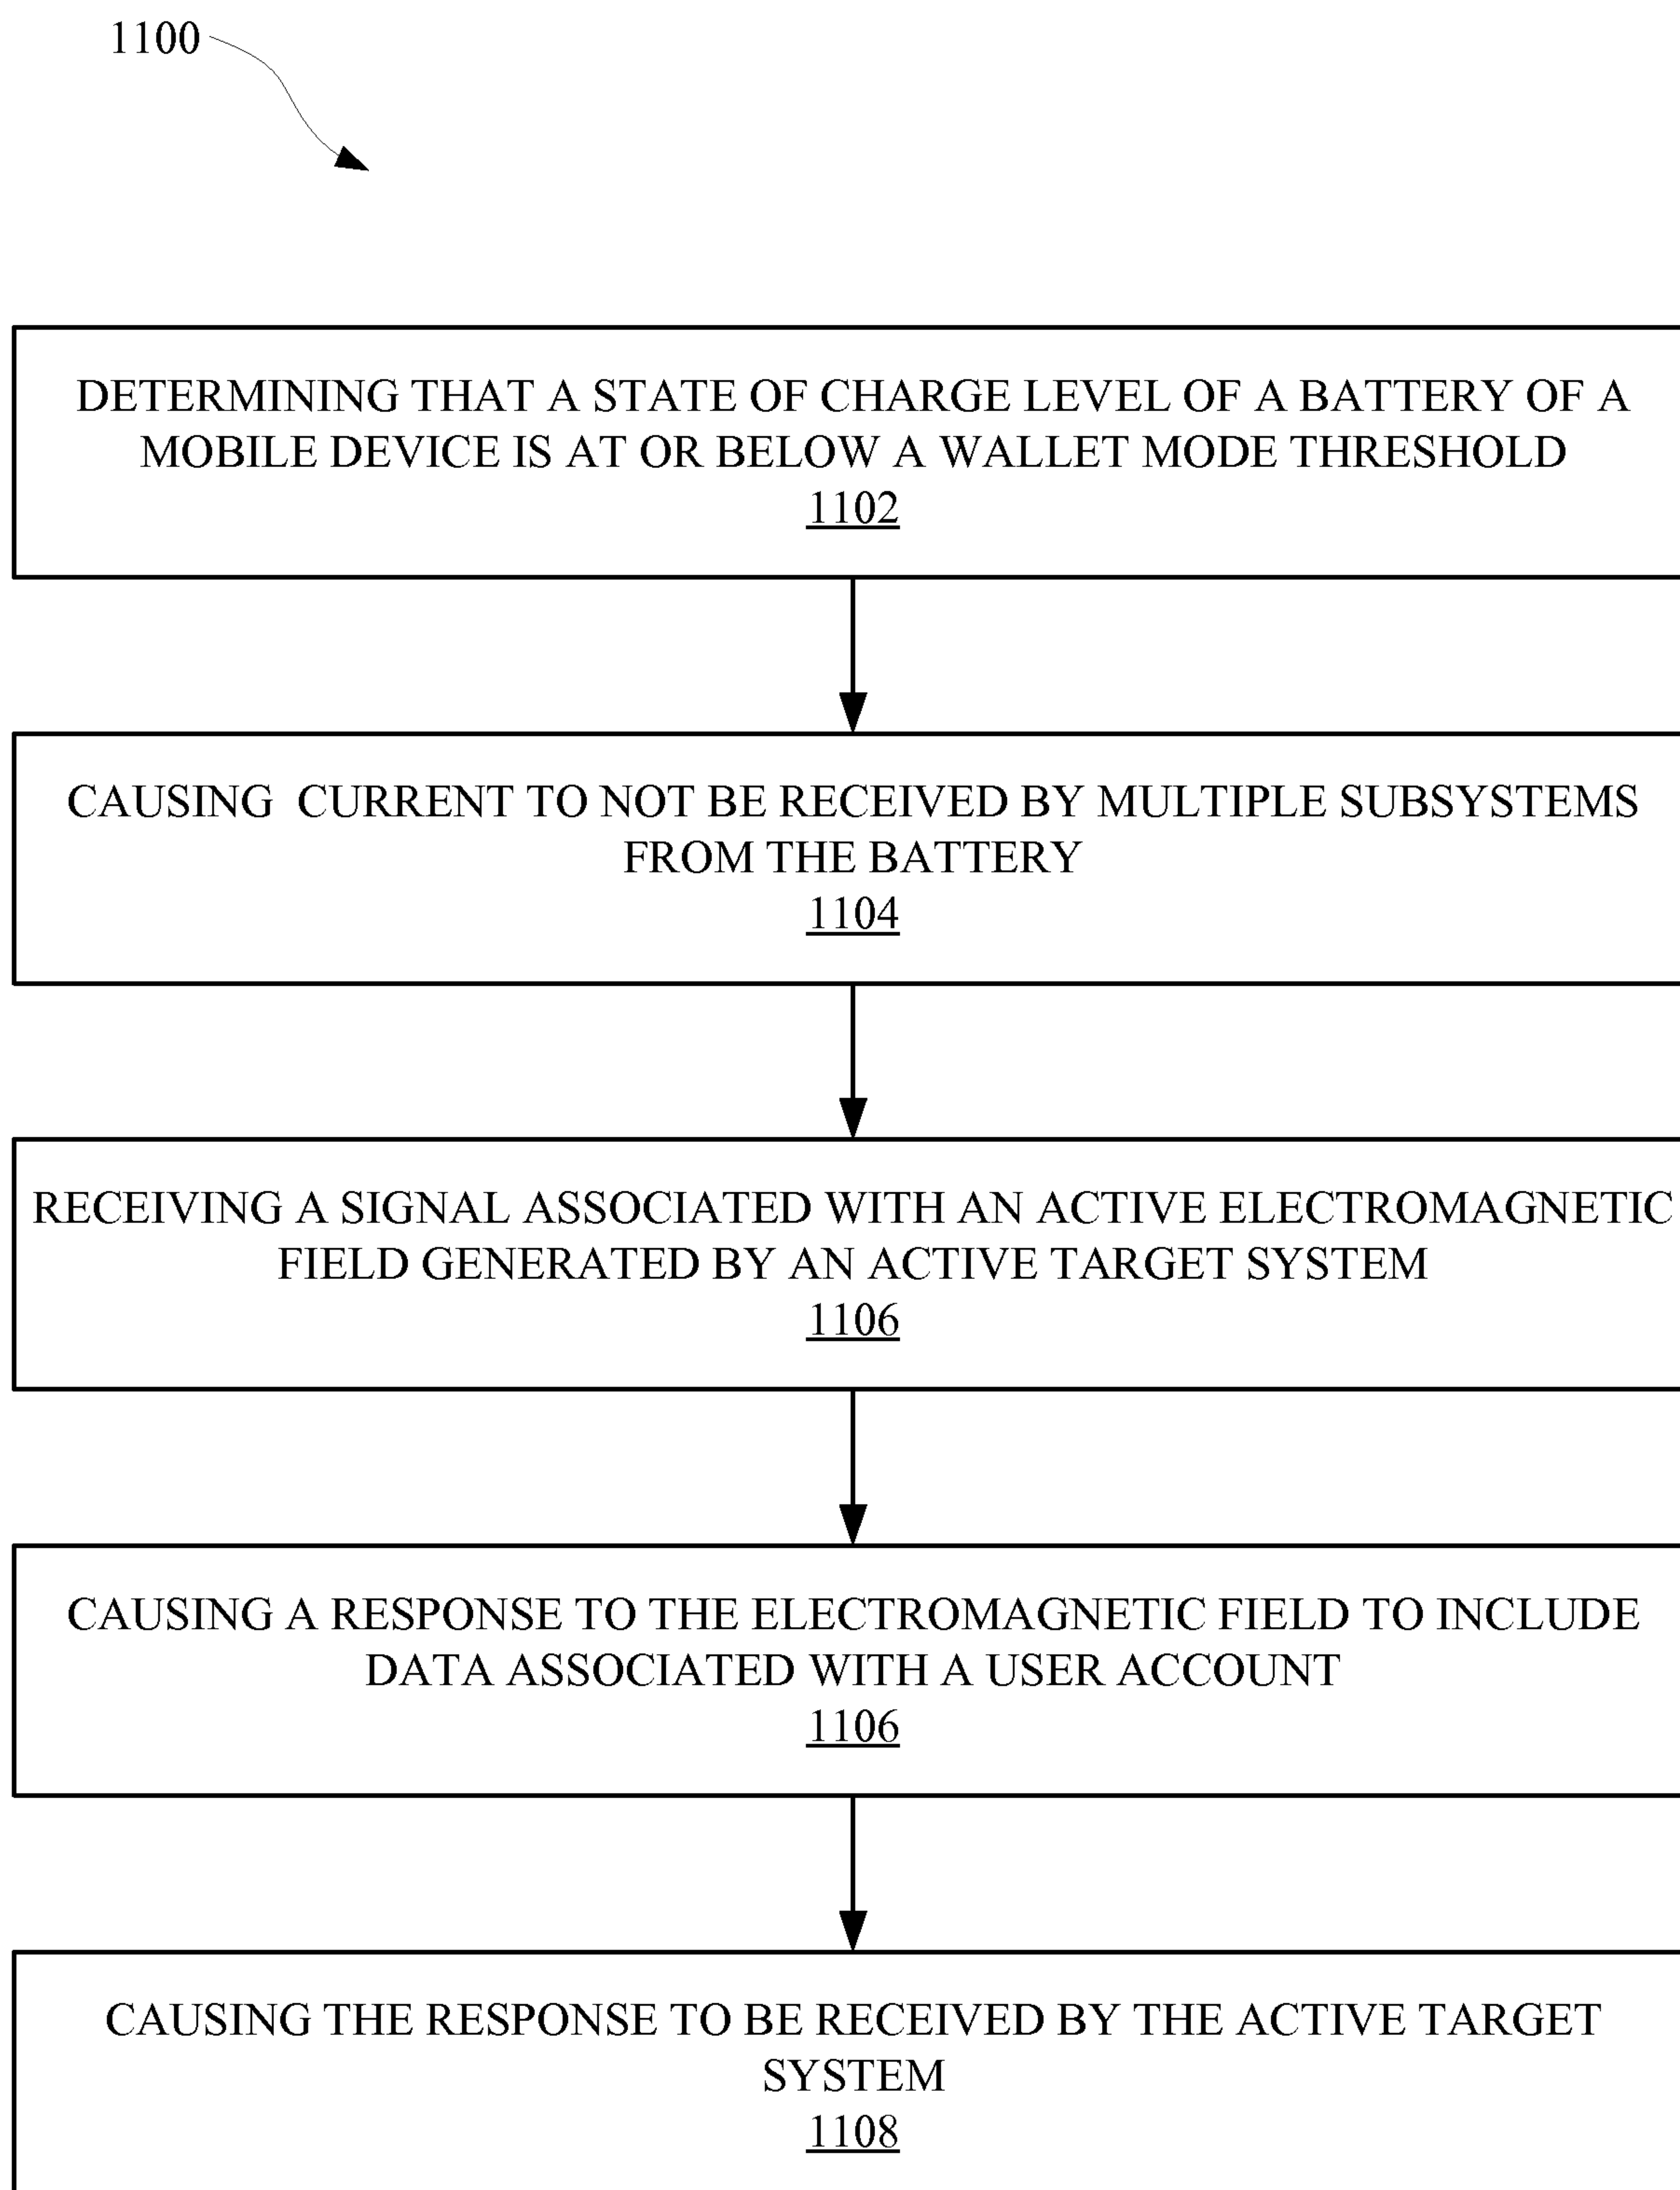 1100
DETERMINING THAT A STATE OF CHARGE LEVEL OF A BATTERY OF A
MOBILE DEVICE IS AT OR BELOW A WALLET MODE THRESHOLD
1102
CAUSING CURRENT TO NOT BE RECEIVED BY MULTIPLE SUBSYSTEMS
FROM THE BATTERY
1104
RECEIVING A SIGNAL ASSOCIATED WITH AN ACTIVE ELECTROMAGNETIC
FIELD GENERATED BY AN ACTIVE TARGET SYSTEM
1106
CAUSING A RESPONSE TO THE ELECTROMAGNETIC FIELD TO INCLUDE
DATA ASSOCIATED WITH A USER ACCOUNT
1106
CAUSING THE RESPONSE TO BE RECEIVED BY THE ACTIVE TARGET
SYSTEM
1108